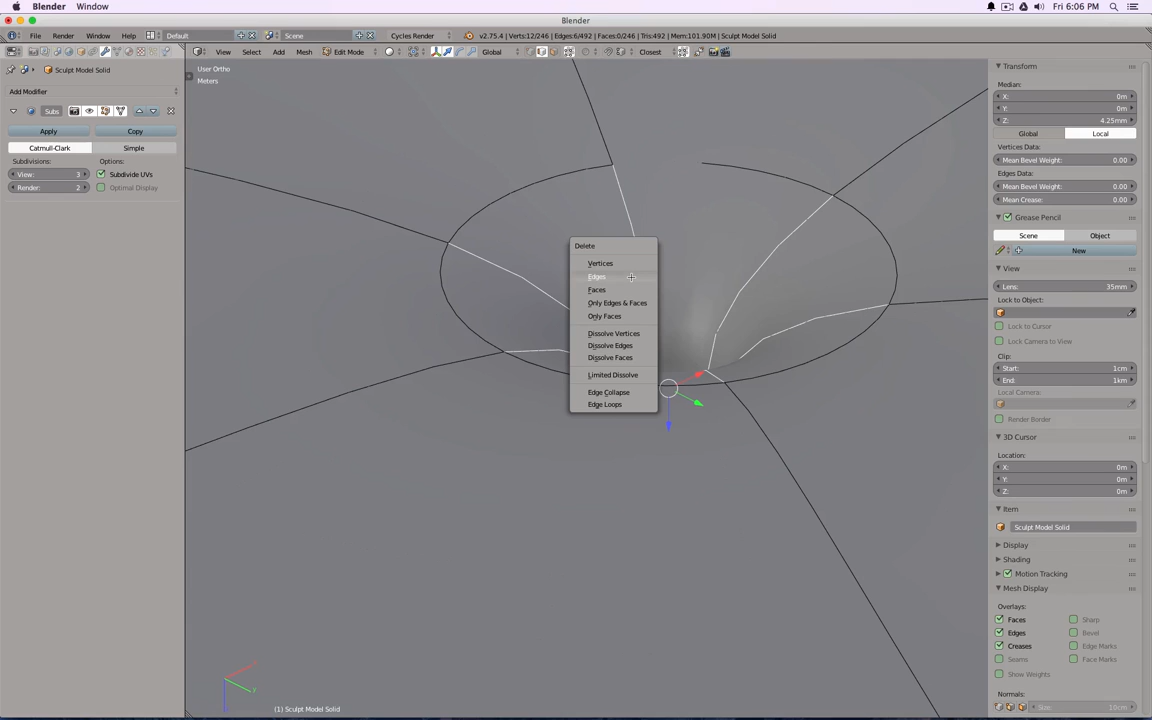 Blender Window Fri 6:06 PM
Blender
File Render Window Help Default Scene Cycles Render v2.75.4 | Verts:12/246 | Edges:6/492 | Faces:0/246 | Tris:492 | Mem:101.90M | Sculpt Model Solid
View Select Add Mesh Edit Mode Global Closest
Sculpt Model Solid
Add Modifier
Subs
Apply Copy
Catmull-Clark Simple
Subdivisions: Options:
View: 3 Subdivide UVs
Render: 2 Optimal Display
User Ortho
Meters
Delete
Vertices
Edges
Faces
Only Edges & Faces
Only Faces
Dissolve Vertices
Dissolve Edges
Dissolve Faces
Limited Dissolve
Edge Collapse
Edge Loops
(1) Sculpt Model Solid
Transform
Median:
X: 0m
Y: 0m
Z: 4.25mm
Global Local
Vertices Data:
Mean Bevel Weight: 0.00
Edges Data:
Mean Bevel Weight: 0.00
Mean Crease: 0.00
Grease Pencil
Scene Object
New
View
Lens: 35mm
Lock to Object:
Lock to Cursor
Lock Camera to View
Clip:
Start: 1cm
End: 1km
Local Camera:
Render Border
3D Cursor
Location:
X: 0m
Y: 0m
Z: 0m
Item
Sculpt Model Solid
Display
Shading
Motion Tracking
Mesh Display
Overlays:
Faces Sharp
Edges Bevel
Creases Edge Marks
Seams Face Marks
Show Weights
Normals:
Size: 10cm